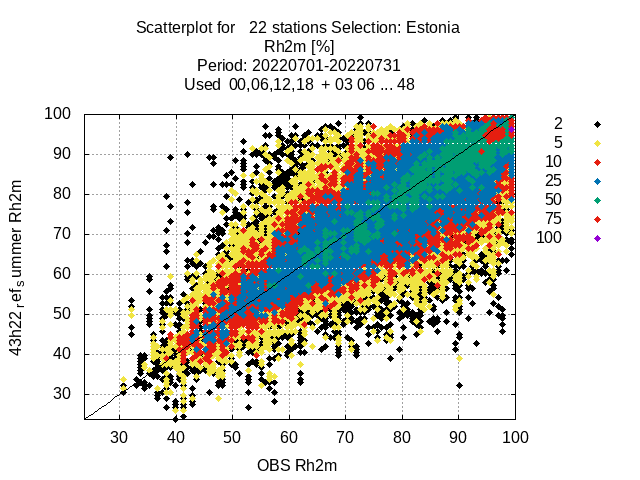 Scatterplot for 22 stations Selection: Estonia
Rh2m [%]
Period: 20220701-20220731
Used 00,06,12,18 + 03 06 ... 48
43h22_ref_summer Rh2m
100
90
80
70
60
50
40
30
30 40 50 60 70 80 90 100
OBS Rh2m
2
5
10
25
50
75
100